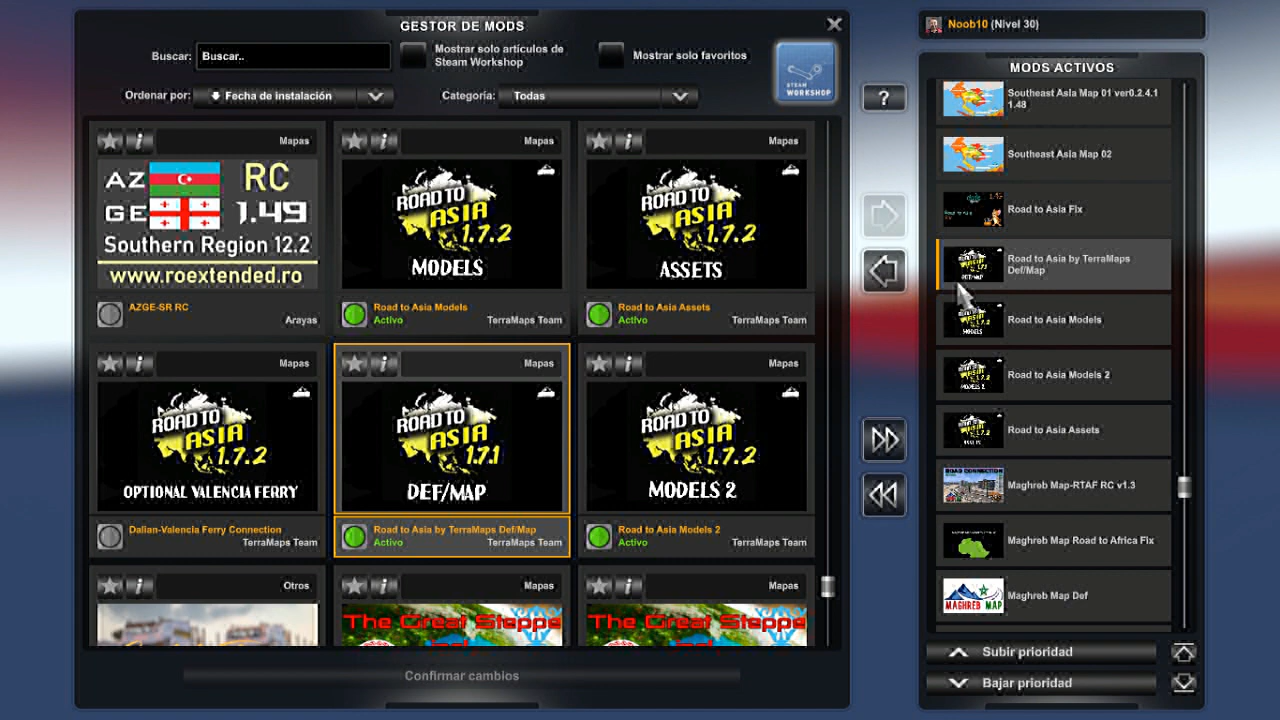 GESTOR DE MODS
Buscar:
Buscar..
Mostrar solo artículos de
Steam Workshop
Mostrar solo favoritos
STEAM
WORKSHOP
Ordenar por:
Fecha de instalación
Categoría:
Todas
Mapas
AZ RC
GE 1.49
Southern Region 12.2
www.roextended.ro
AZGE-SR RC
Arayas
Mapas
ROAD TO
ASIA
1.7.2
MODELS
Road to Asia Models
Activo
TerraMaps Team
Mapas
ROAD TO
ASIA
1.7.2
ASSETS
Road to Asia Assets
Activo
TerraMaps Team
Mapas
ROAD TO
ASIA
1.7.2
OPTIONAL VALENCIA FERRY
Dalian-Valencia Ferry Connection
TerraMaps Team
Mapas
ROAD TO
ASIA
1.7.1
DEF/MAP
Road to Asia by TerraMaps Def/Map
Activo
TerraMaps Team
Mapas
ROAD TO
ASIA
1.7.2
MODELS 2
Road to Asia Models 2
Activo
TerraMaps Team
Otros
Mapas
The Great Steppe
Mapas
The Great Steppe
Confirmar cambios
?
Noob10 (Nivel 30)
MODS ACTIVOS
Southeast Asia Map 01 ver0.2.4.1
1.48
Southeast Asia Map 02
Road to Asia Fix
Road to Asia by TerraMaps
Def/Map
Road to Asia Models
Road to Asia Models 2
Road to Asia Assets
ROAD CONNECTION
Maghreb Map-RTAF RC v1.3
Maghreb Map Road to Africa Fix
MAGHREB MAP
Maghreb Map Def
Subir prioridad
Bajar prioridad